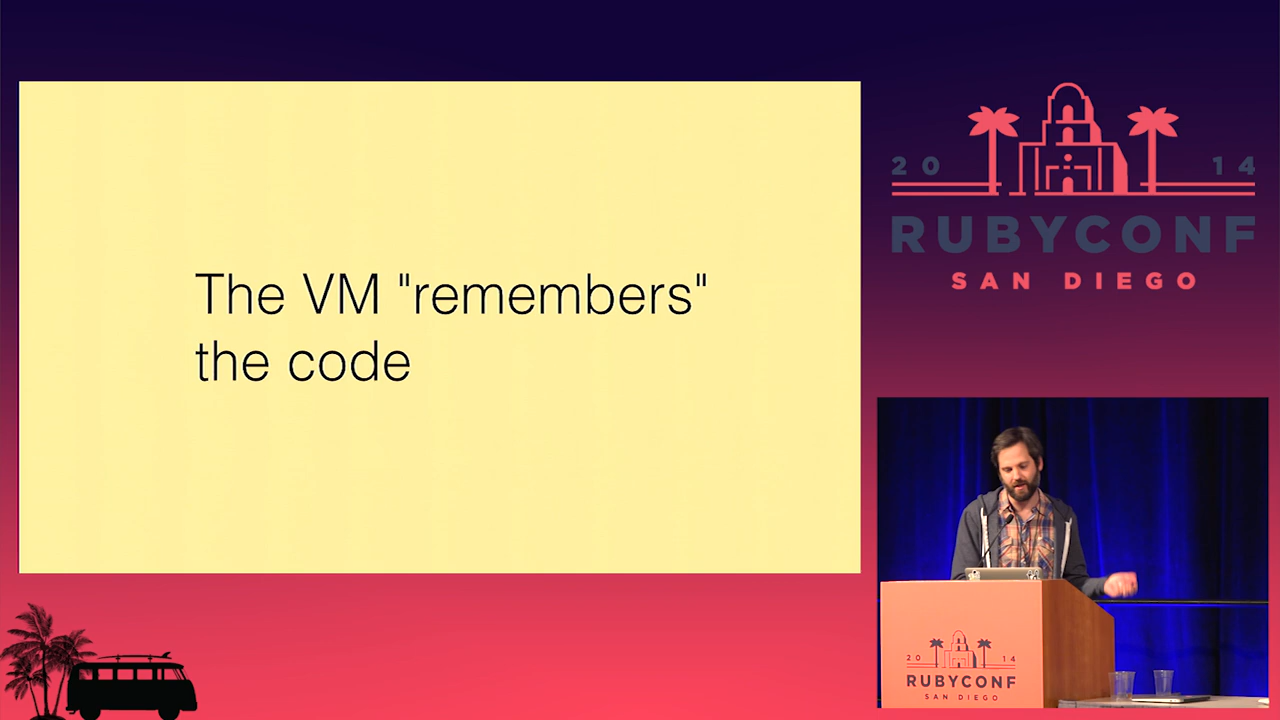 The VM "remembers"
the code
20 14
RUBYCONF
SAN DIEGO
20 14
RUBYCONF
SAN DIEGO